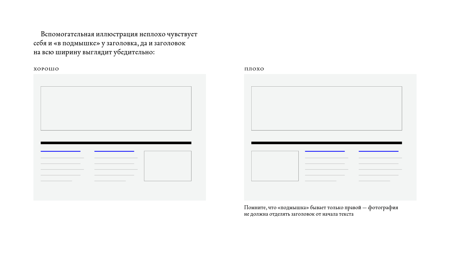 Вспомогательная иллюстрация неплохо чувствует
себя и «в подмышке» у заголовка, да и заголовок
на всю ширину выглядит убедительно:
ХОРОШО
ПЛОХО
Помните, что «подмышка» бывает только правой — фотография
не должна отделять заголовок от начала текста